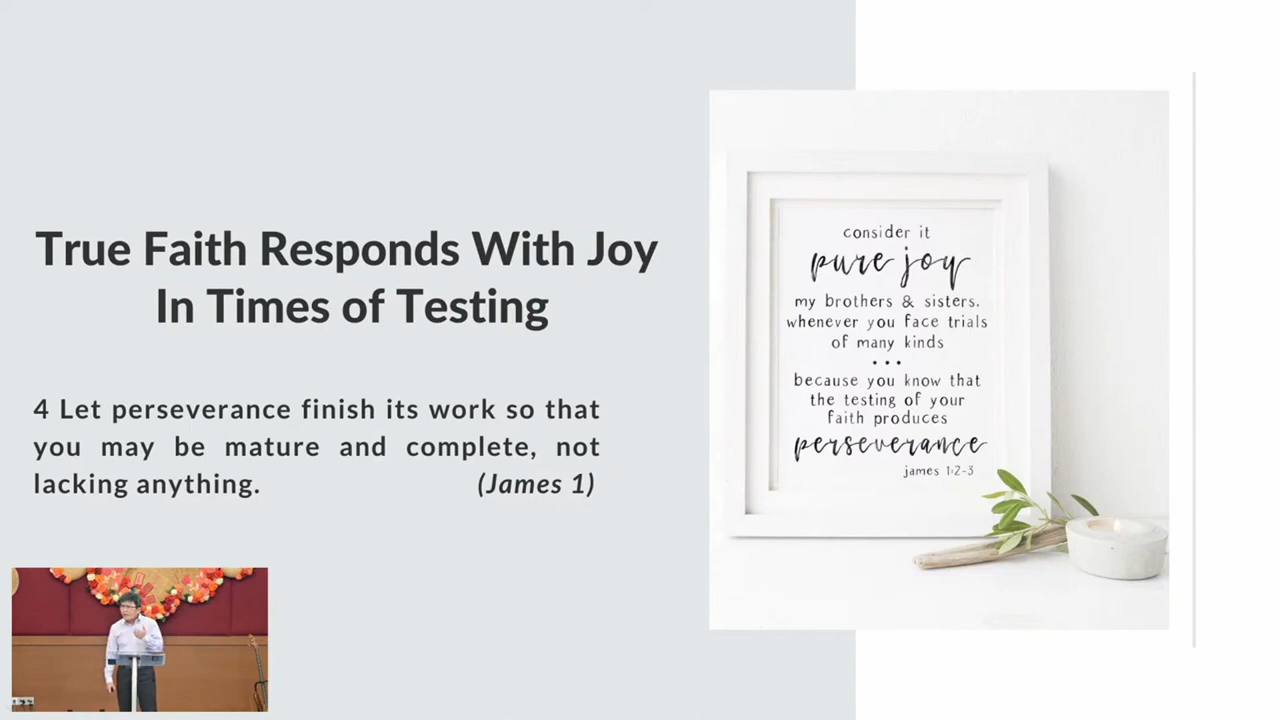 True Faith Responds With Joy
In Times of Testing
4 Let perseverance finish its work so that
you may be mature and complete, not
lacking anything. (James 1)
consider it
pure joy
my brothers & sisters.
whenever you face trials
of many kinds
...
because you know that
the testing of your
faith produces
perseverance
james 1:2-3